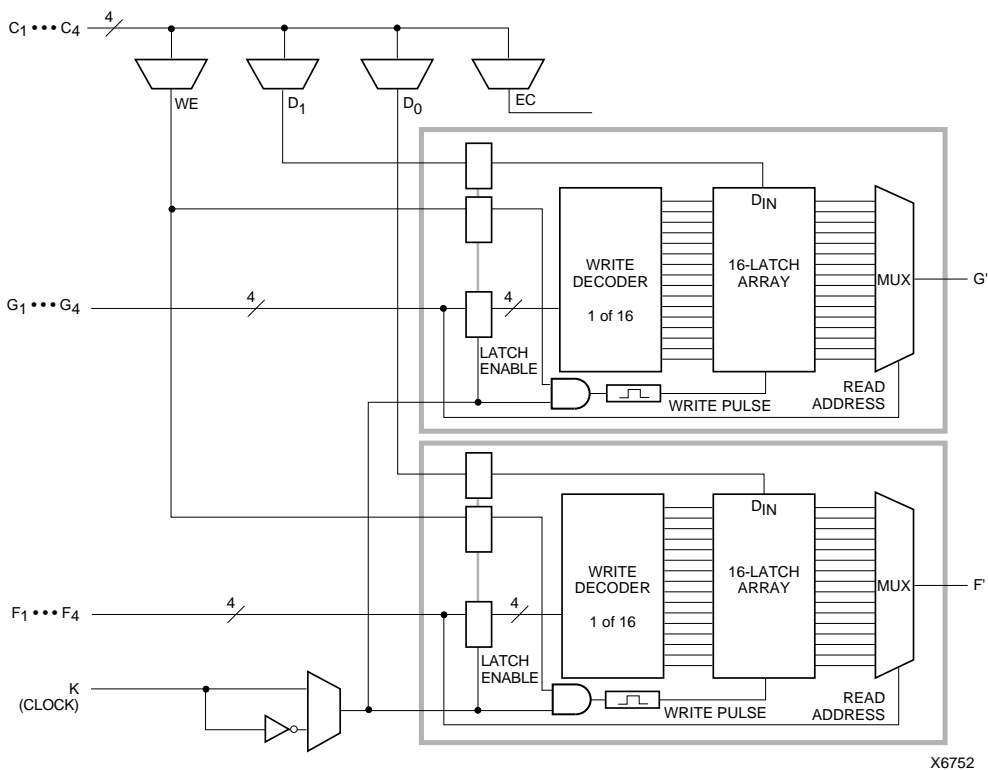 C1 ••• C4
4
WE
D1
D0
EC
DIN
WRITE
DECODER
1 of 16
16-LATCH
ARRAY
MUX
G'
G1 ••• G4
4
4
LATCH
ENABLE
WRITE PULSE
READ
ADDRESS
DIN
WRITE
DECODER
1 of 16
16-LATCH
ARRAY
MUX
F'
F1 ••• F4
4
4
LATCH
ENABLE
WRITE PULSE
READ
ADDRESS
K
(CLOCK)
X6752